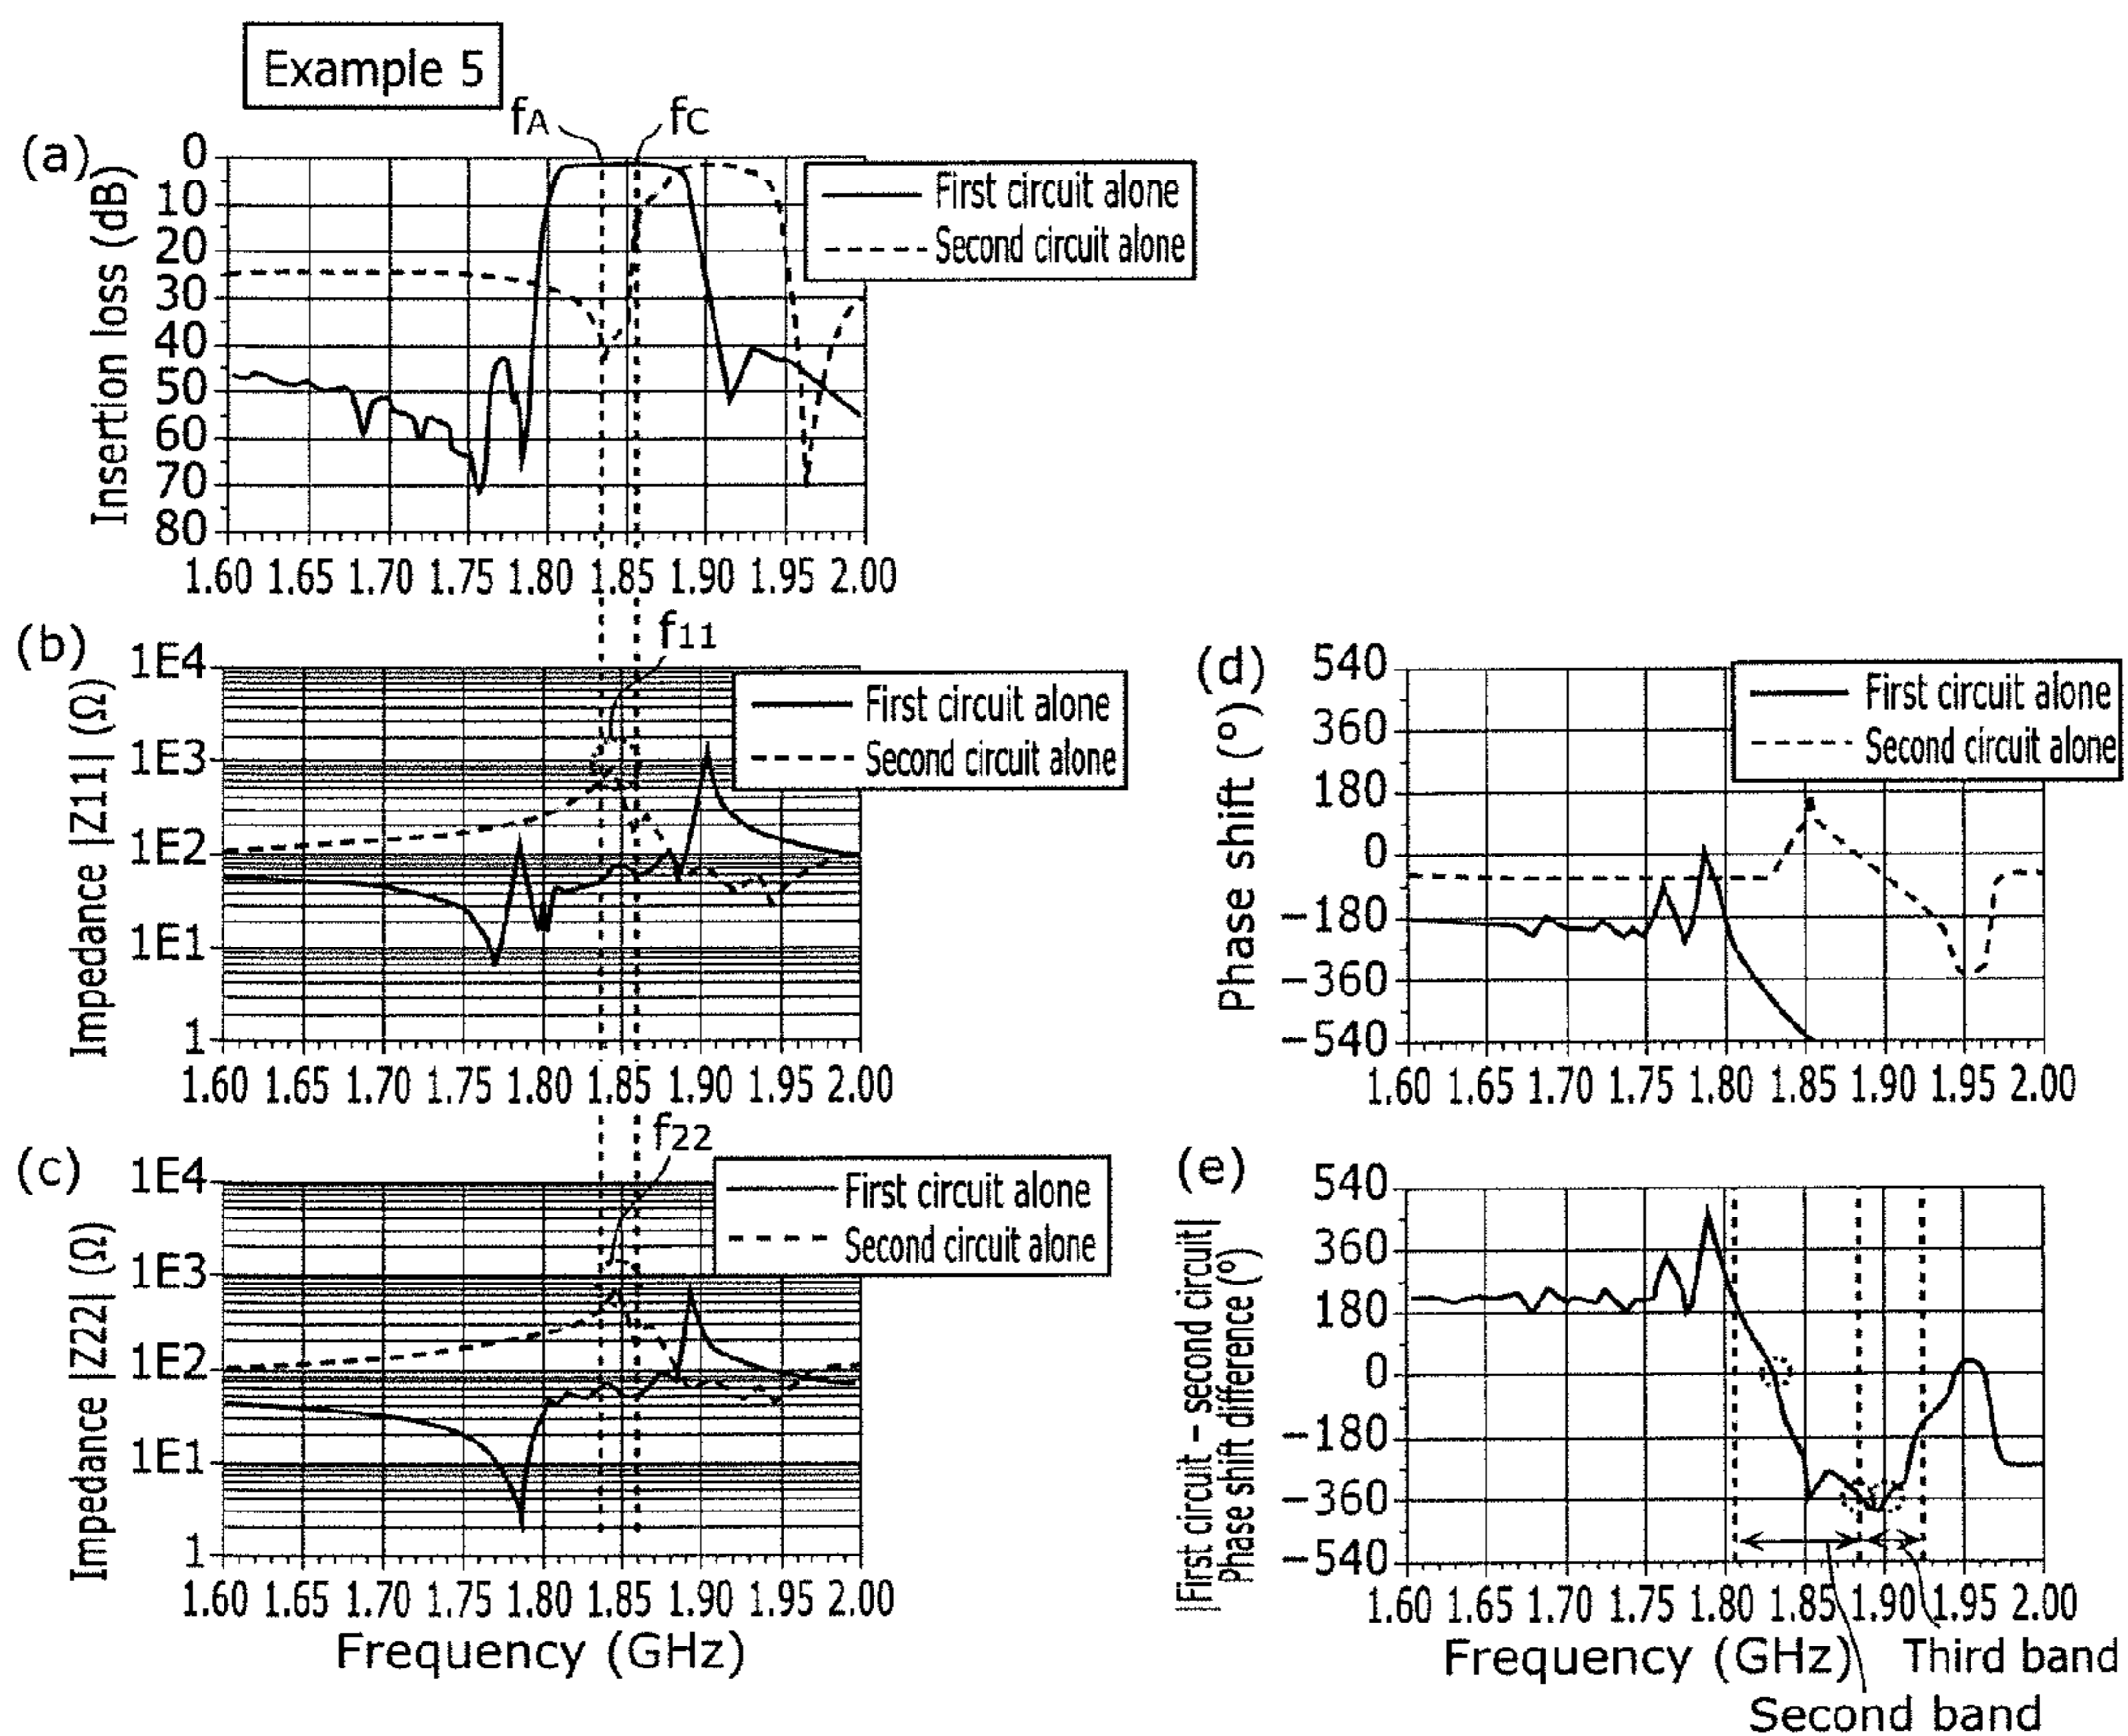 Example 5
fA
fC
(a)
Insertion loss (dB)
0
10
20
30
40
50
60
70
80
1.60 1.65 1.70 1.75 1.80 1.85 1.90 1.95 2.00
First circuit alone
Second circuit alone
(b)
f11
Impedance |Z11| (Ω)
1E4
1E3
1E2
1E1
1
1.60 1.65 1.70 1.75 1.80 1.85 1.90 1.95 2.00
First circuit alone
Second circuit alone
(c)
f22
Impedance |Z22| (Ω)
1E4
1E3
1E2
1E1
1
1.60 1.65 1.70 1.75 1.80 1.85 1.90 1.95 2.00
Frequency (GHz)
First circuit alone
Second circuit alone
(d)
Phase shift (°)
540
360
180
0
−180
−360
−540
1.60 1.65 1.70 1.75 1.80 1.85 1.90 1.95 2.00
First circuit alone
Second circuit alone
(e)
|First circuit − second circuit|
Phase shift difference (°)
540
360
180
0
−180
−360
−540
1.60 1.65 1.70 1.75 1.80 1.85 1.90 1.95 2.00
Frequency (GHz)
Third band
Second band